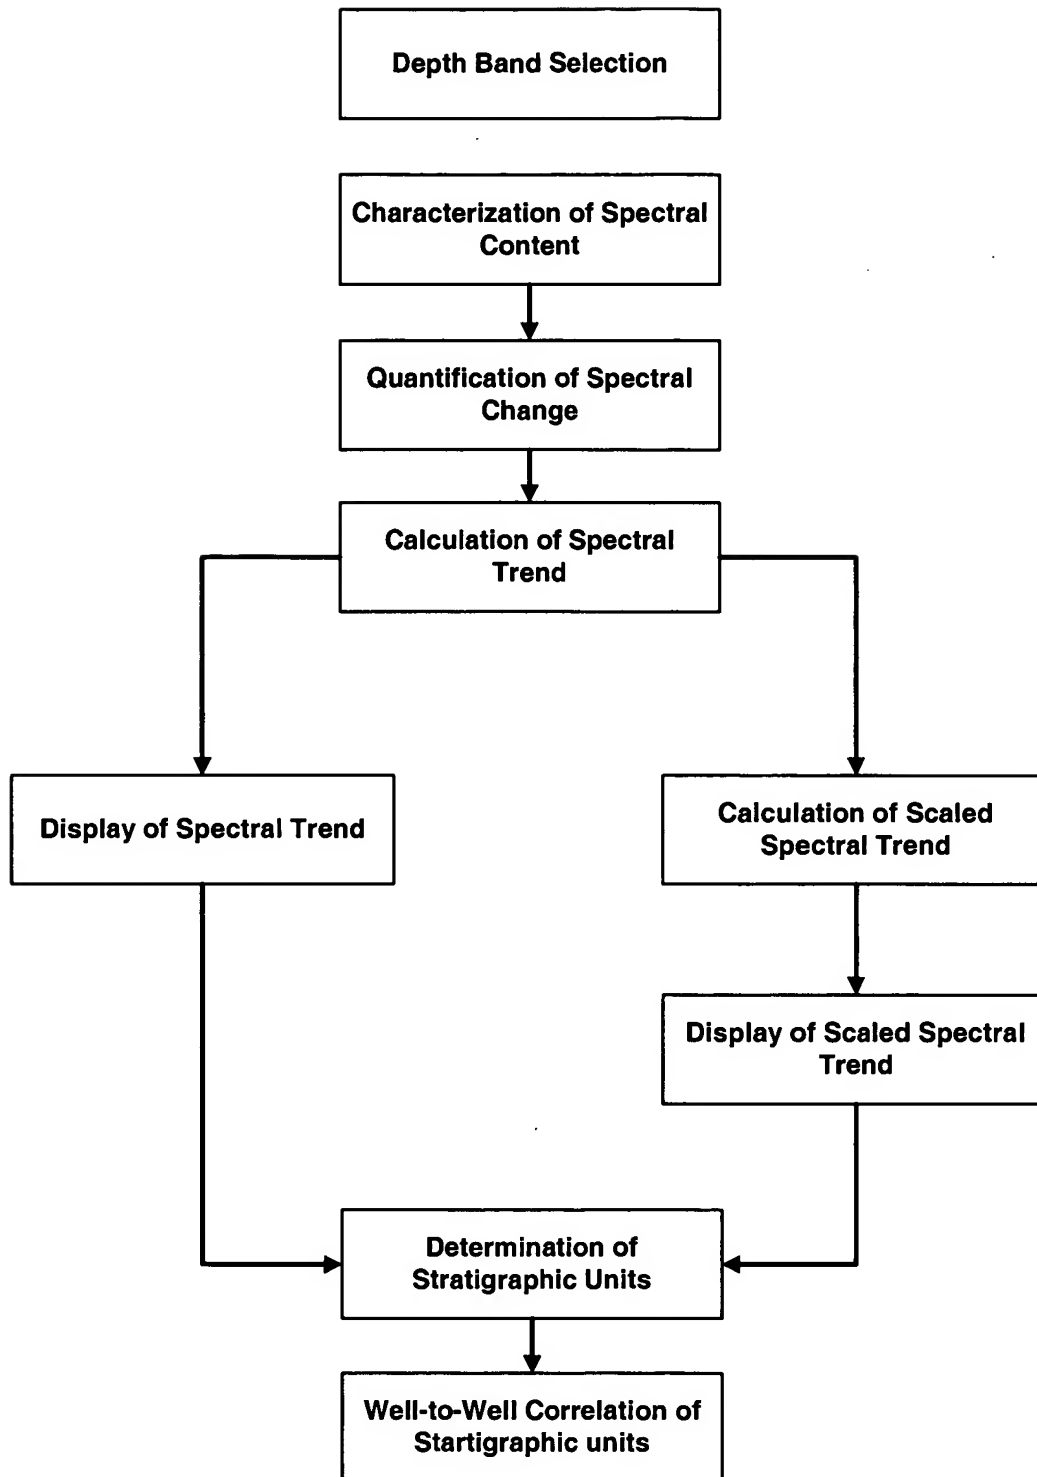 Depth Band Selection
Characterization of Spectral
Content
Quantification of Spectral
Change
Calculation of Spectral
Trend
Display of Spectral Trend
Calculation of Scaled
Spectral Trend
Display of Scaled Spectral
Trend
Determination of
Stratigraphic Units
Well-to-Well Correlation of
Startigraphic units